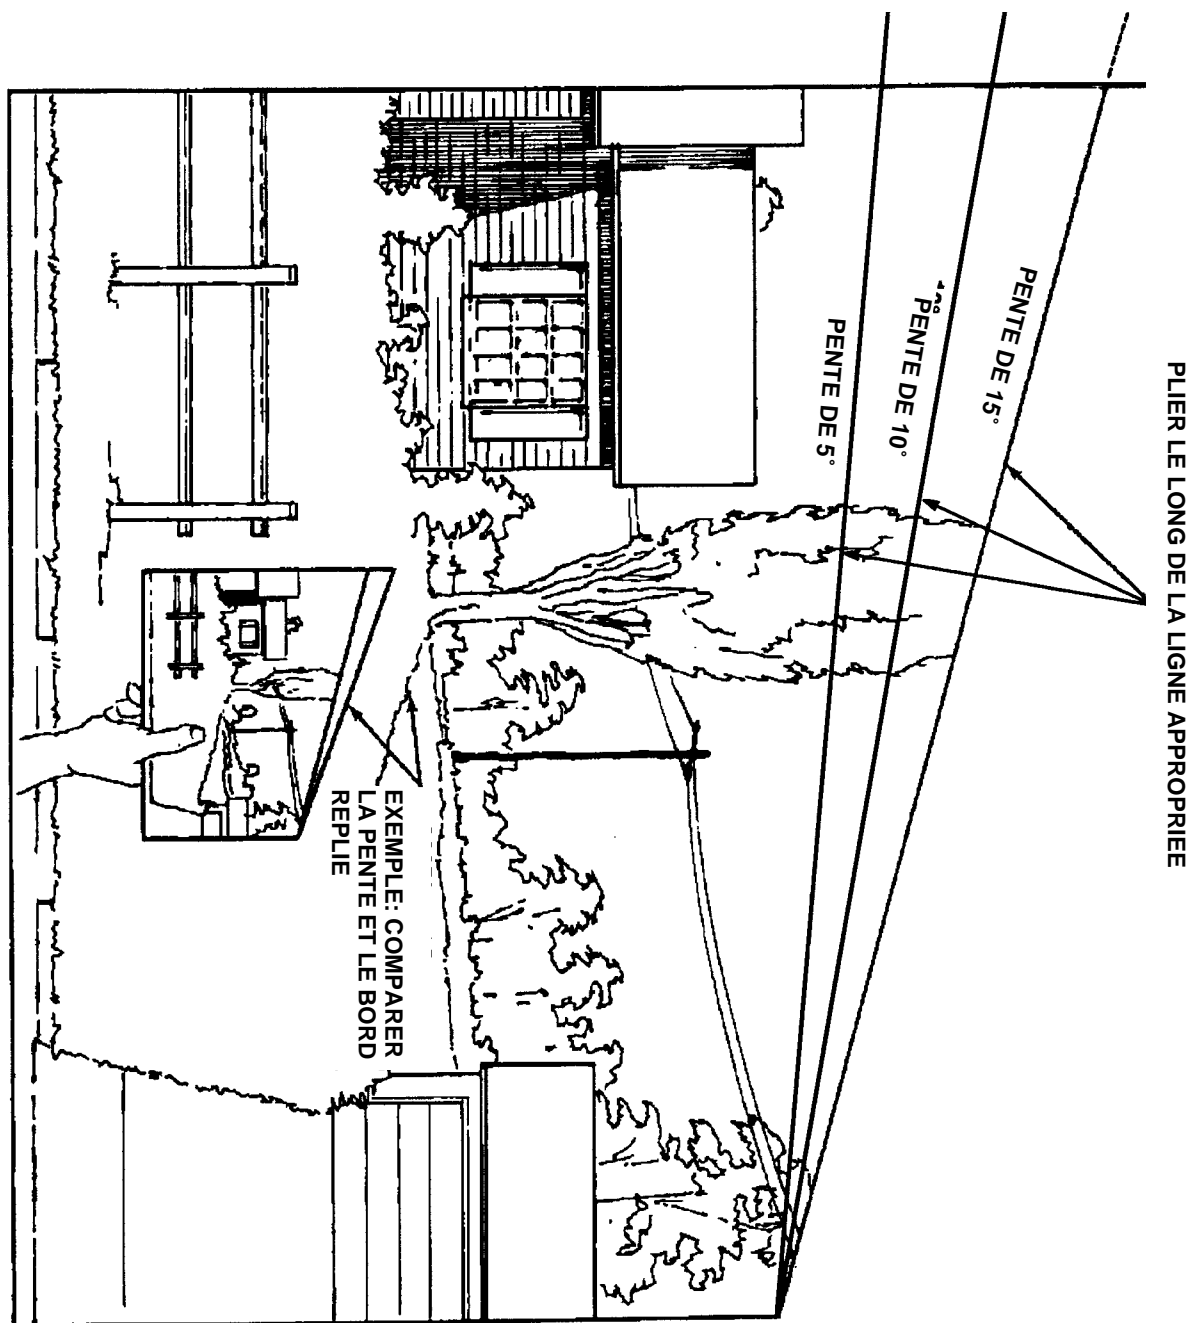 PLIER LE LONG DE LA LIGNE APPROPRIEE
PENTE DE 15°
PENTE DE 10°
PENTE DE 5°
EXEMPLE: COMPARER
LA PENTE ET LE BORD
REPLIE